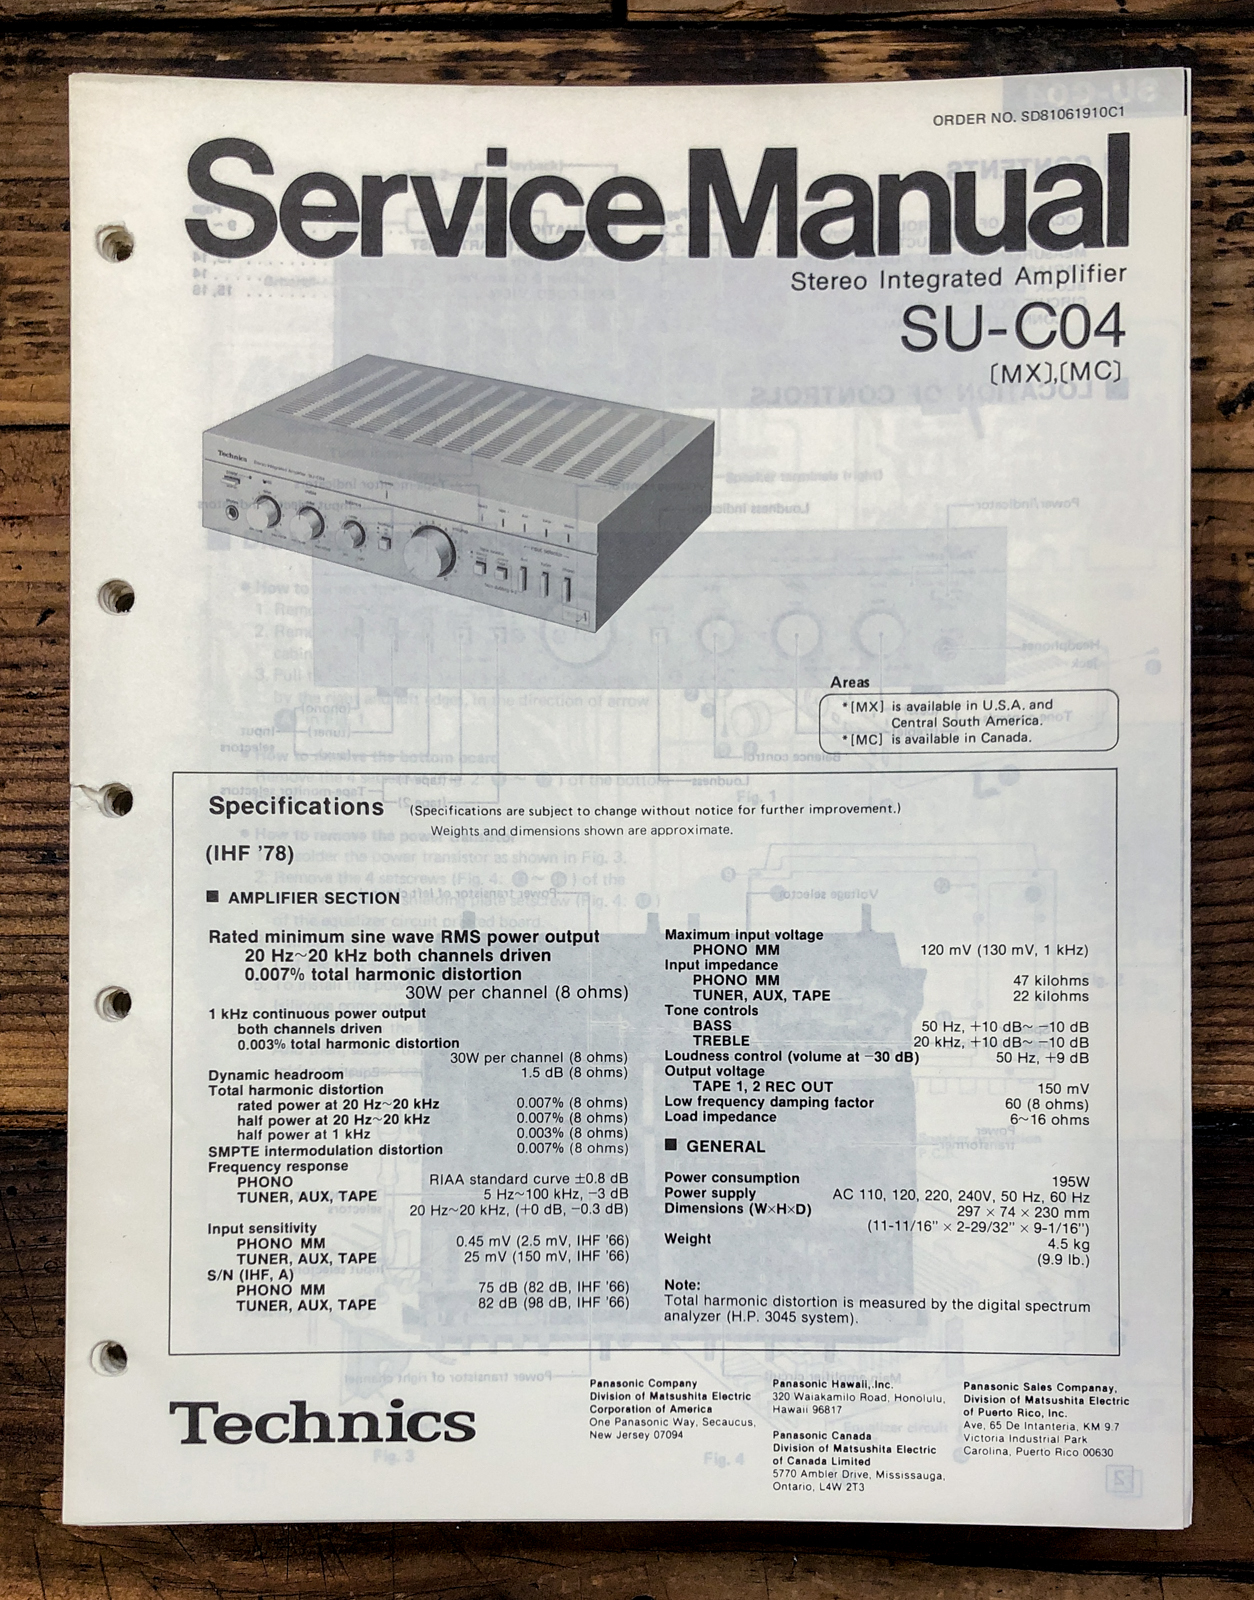 ORDER NO. SD81061910C1
Service Manual
Stereo Integrated Amplifier
SU-C04
[MX],[MC]
Technics
Areas
*[MX] is available in U.S.A. and
Central South America.
*[MC] is available in Canada.
Specifications (Specifications are subject to change without notice for further improvement.)
Weights and dimensions shown are approximate.
(IHF '78)
■ AMPLIFIER SECTION
Rated minimum sine wave RMS power output
20 Hz~20 kHz both channels driven
0.007% total harmonic distortion
30W per channel (8 ohms)
1 kHz continuous power output
both channels driven
0.003% total harmonic distortion
30W per channel (8 ohms)
Dynamic headroom 1.5 dB (8 ohms)
Total harmonic distortion
rated power at 20 Hz~20 kHz 0.007% (8 ohms)
half power at 20 Hz~20 kHz 0.007% (8 ohms)
half power at 1 kHz 0.003% (8 ohms)
SMPTE intermodulation distortion 0.007% (8 ohms)
Frequency response
PHONO RIAA standard curve ±0.8 dB
TUNER, AUX, TAPE 5 Hz~100 kHz, −3 dB
20 Hz~20 kHz, (+0 dB, −0.3 dB)
Input sensitivity
PHONO MM 0.45 mV (2.5 mV, IHF '66)
TUNER, AUX, TAPE 25 mV (150 mV, IHF '66)
S/N (IHF, A)
PHONO MM 75 dB (82 dB, IHF '66)
TUNER, AUX, TAPE 82 dB (98 dB, IHF '66)
Maximum input voltage
PHONO MM 120 mV (130 mV, 1 kHz)
Input impedance
PHONO MM 47 kilohms
TUNER, AUX, TAPE 22 kilohms
Tone controls
BASS 50 Hz, +10 dB~ −10 dB
TREBLE 20 kHz, +10 dB~ −10 dB
Loudness control (volume at −30 dB) 50 Hz, +9 dB
Output voltage
TAPE 1, 2 REC OUT 150 mV
Low frequency damping factor 60 (8 ohms)
Load impedance 6~16 ohms
■ GENERAL
Power consumption 195W
Power supply AC 110, 120, 220, 240V, 50 Hz, 60 Hz
Dimensions (W×H×D) 297 × 74 × 230 mm
(11-11/16" × 2-29/32" × 9-1/16")
Weight 4.5 kg
(9.9 lb.)
Note:
Total harmonic distortion is measured by the digital spectrum
analyzer (H.P. 3045 system).
Technics
Panasonic Company
Division of Matsushita Electric
Corporation of America
One Panasonic Way, Secaucus,
New Jersey 07094
Panasonic Hawaii, Inc.
320 Waiakamilo Road, Honolulu,
Hawaii 96817
Panasonic Canada
Division of Matsushita Electric
of Canada Limited
5770 Ambler Drive, Mississauga,
Ontario, L4W 2T3
Panasonic Sales Companay,
Division of Matsushita Electric
of Puerto Rico, Inc.
Ave, 65 De Intanteria, KM 9.7
Victoria Industrial Park
Carolina, Puerto Rico 00630